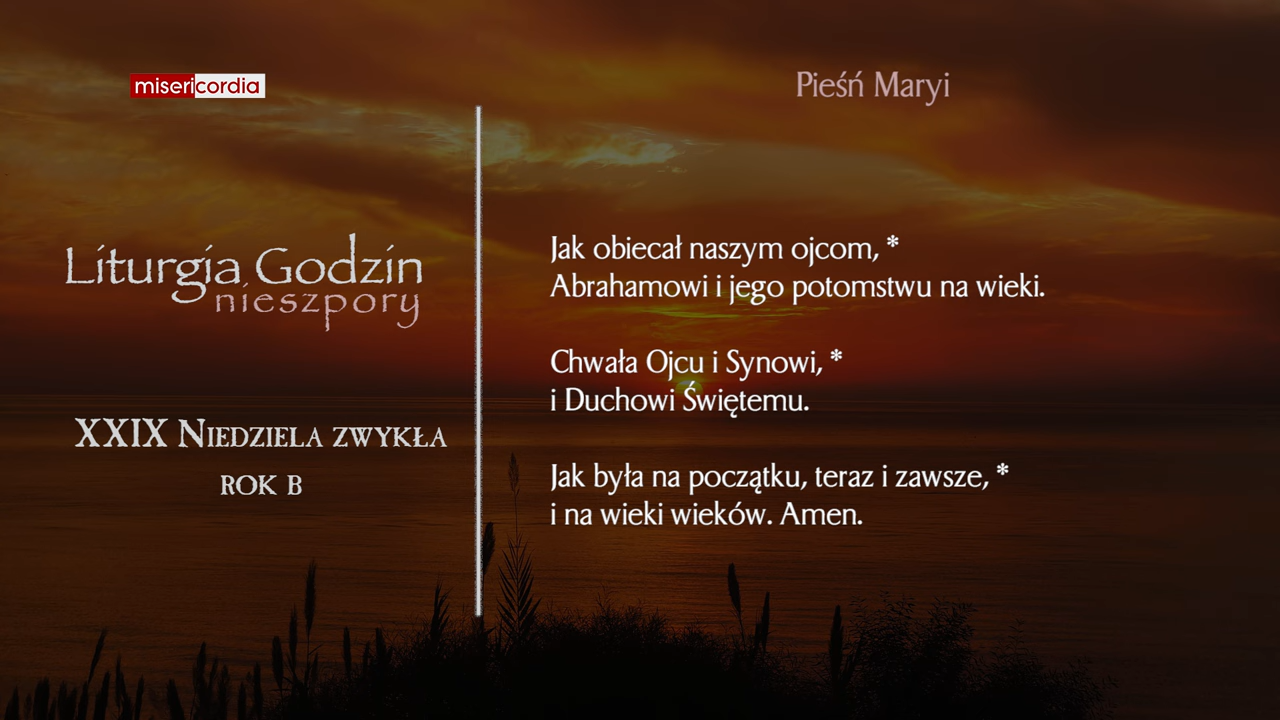 misericordia
Pieśń Maryi
Liturgia Godzin
nieszpory
XXIX Niedziela zwykła
rok B
Jak obiecał naszym ojcom, *
Abrahamowi i jego potomstwu na wieki.
Chwała Ojcu i Synowi, *
i Duchowi Świętemu.
Jak była na początku, teraz i zawsze, *
i na wieki wieków. Amen.